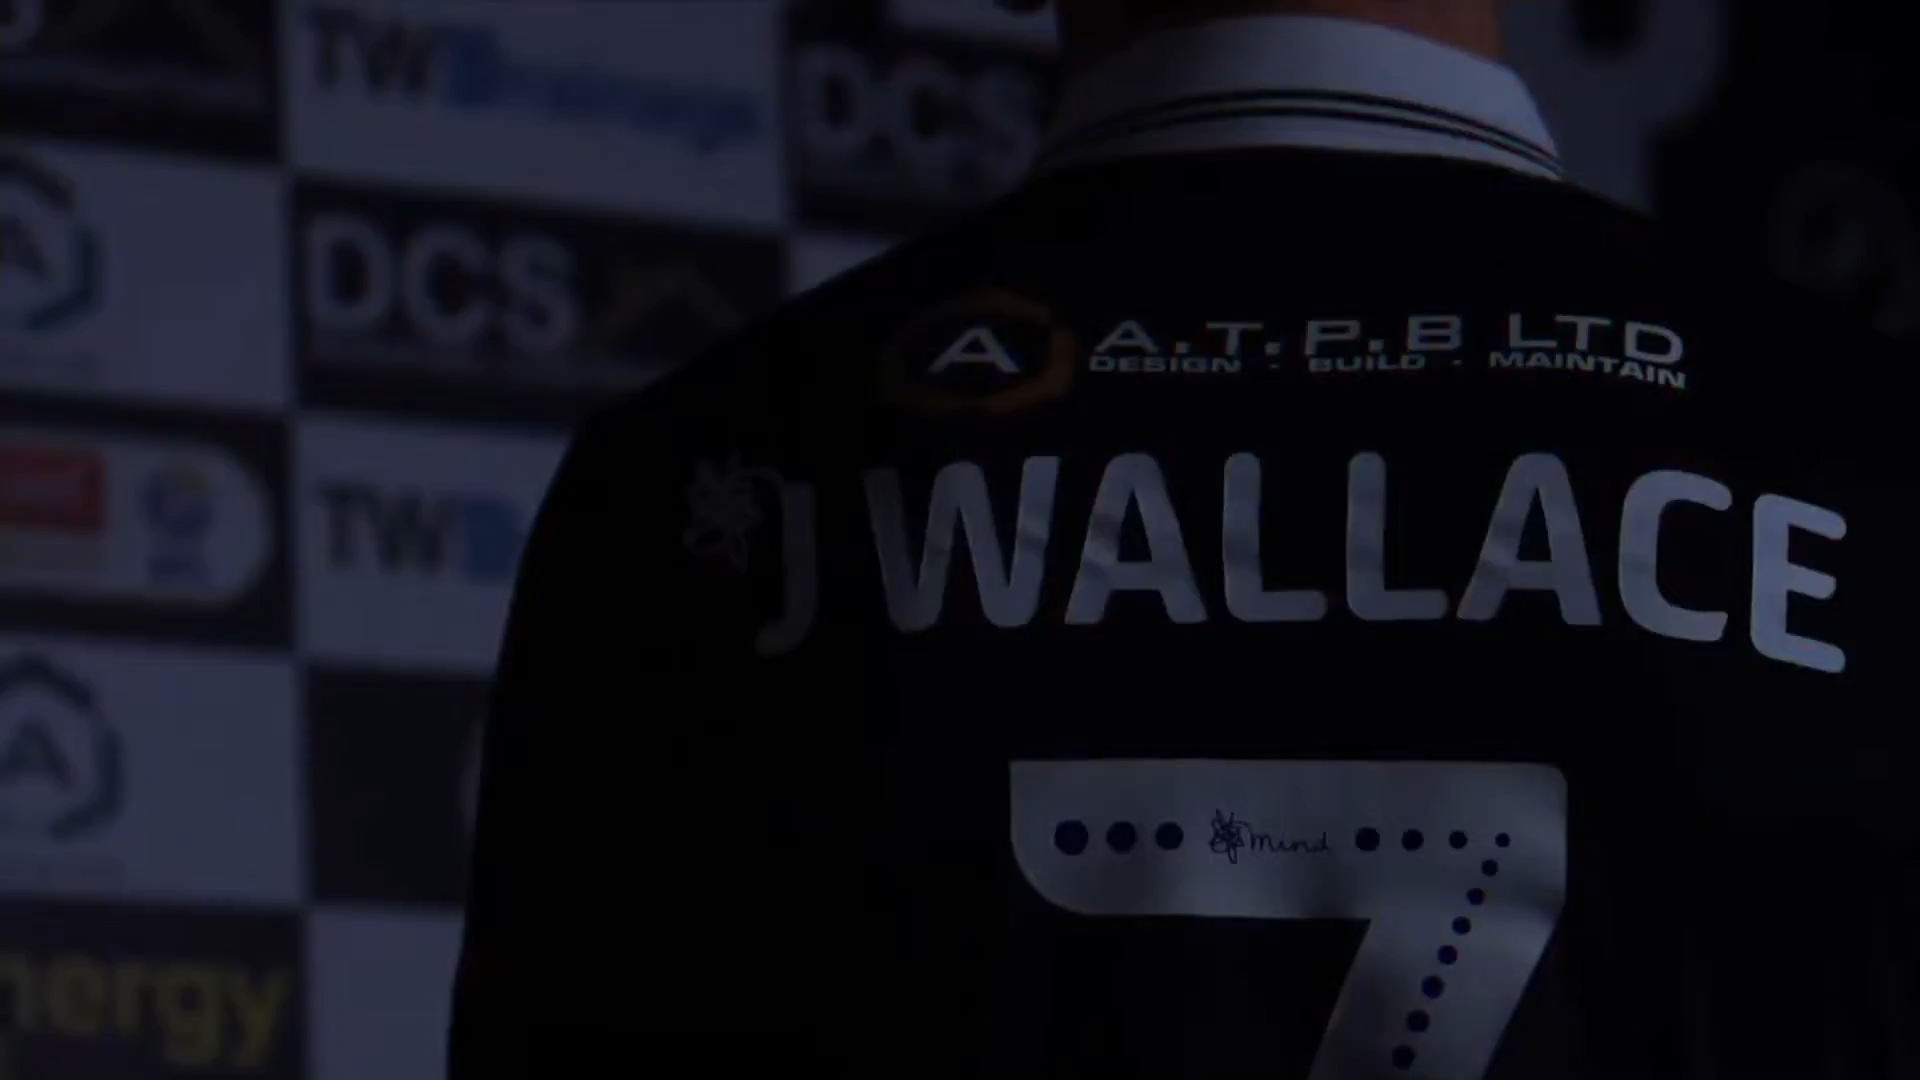 TW
DCS
A
DCS
A A.T.P.B LTD
DESIGN - BUILD - MAINTAIN
J WALLACE
TW
A
7
mind
nergy